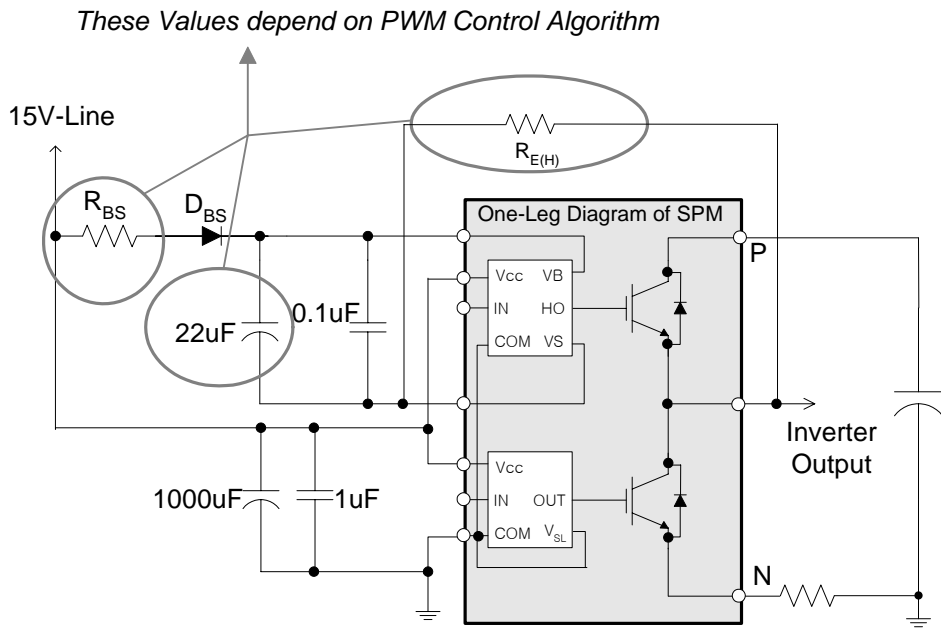 These Values depend on PWM Control Algorithm
15V-Line
R_E(H)
R_BS
D_BS
One-Leg Diagram of SPM
P
Vcc
VB
22uF
0.1uF
IN
HO
COM
VS
Inverter
Output
Vcc
1000uF
1uF
IN
OUT
COM
V_SL
N